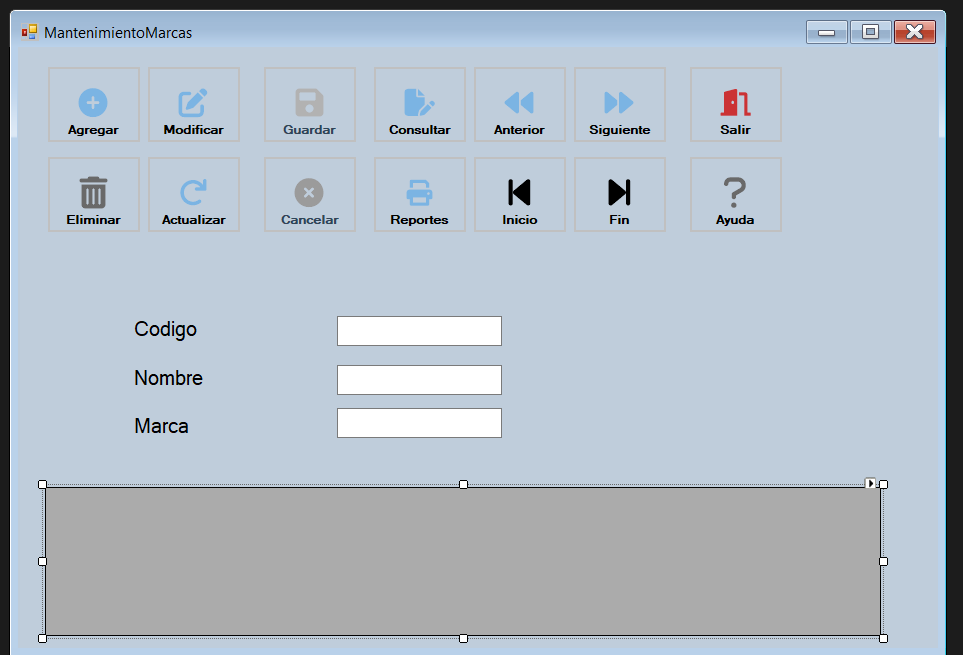 MantenimientoMarcas
Agregar Modificar Guardar Consultar Anterior Siguiente Salir
Eliminar Actualizar Cancelar Reportes Inicio Fin Ayuda
Codigo
Nombre
Marca